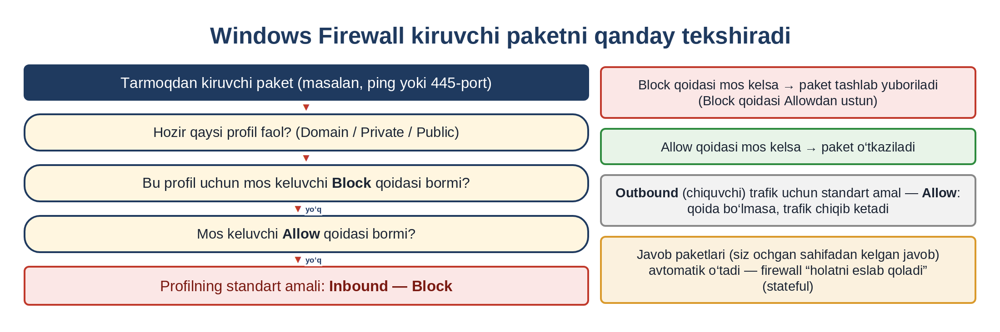 Windows Firewall kiruvchi paketni qanday tekshiradi
Tarmoqdan kiruvchi paket (masalan, ping yoki 445-port)
▼
Hozir qaysi profil faol? (Domain / Private / Public)
▼
Bu profil uchun mos keluvchi Block qoidasi bormi?
▼ yo‘q
Mos keluvchi Allow qoidasi bormi?
▼ yo‘q
Profilning standart amali: Inbound — Block
Block qoidasi mos kelsa → paket tashlab yuboriladi
(Block qoidasi Allowdan ustun)
Allow qoidasi mos kelsa → paket o‘tkaziladi
Outbound (chiquvchi) trafik uchun standart amal — Allow:
qoida bo‘lmasa, trafik chiqib ketadi
Javob paketlari (siz ochgan sahifadan kelgan javob)
avtomatik o‘tadi — firewall “holatni eslab qoladi”
(stateful)